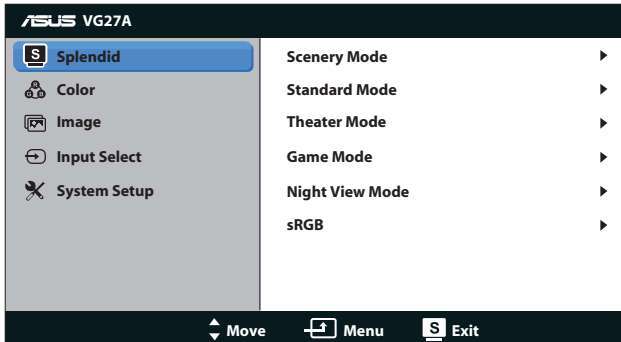 ASUS VG27A
S Splendid
Color
Image
Input Select
System Setup
Scenery Mode
Standard Mode
Theater Mode
Game Mode
Night View Mode
sRGB
Move Menu S Exit